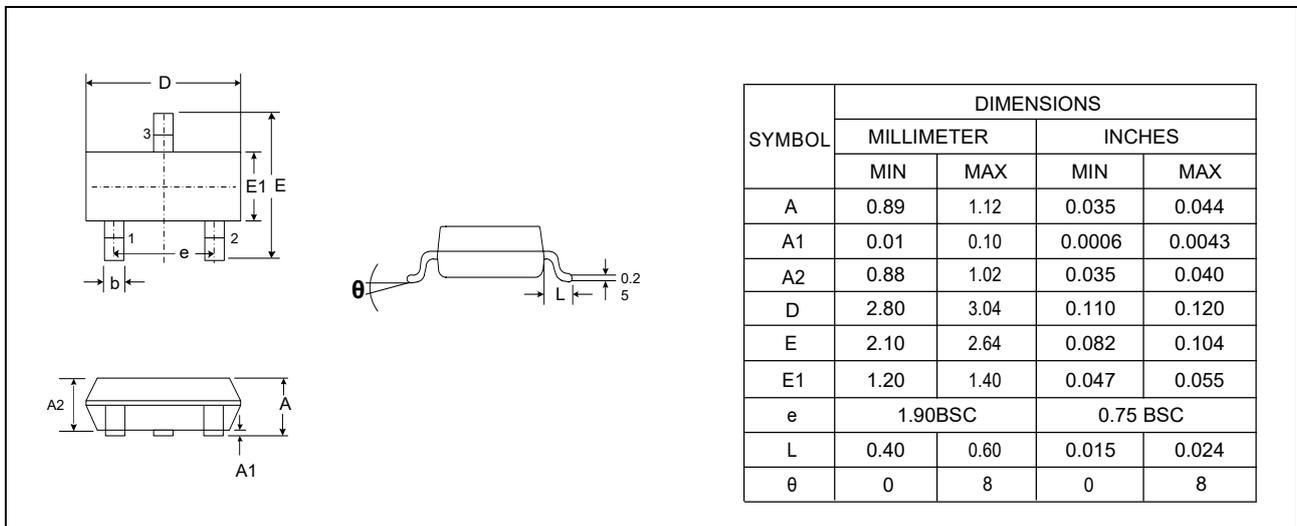 D
3
E1 E
1 2
e
b
θ
L
0.2
5
A2
A
A1
DIMENSIONS
SYMBOL MILLIMETER INCHES
MIN MAX MIN MAX
A 0.89 1.12 0.035 0.044
A1 0.01 0.10 0.0006 0.0043
A2 0.88 1.02 0.035 0.040
D 2.80 3.04 0.110 0.120
E 2.10 2.64 0.082 0.104
E1 1.20 1.40 0.047 0.055
e 1.90BSC 0.75 BSC
L 0.40 0.60 0.015 0.024
θ 0 8 0 8